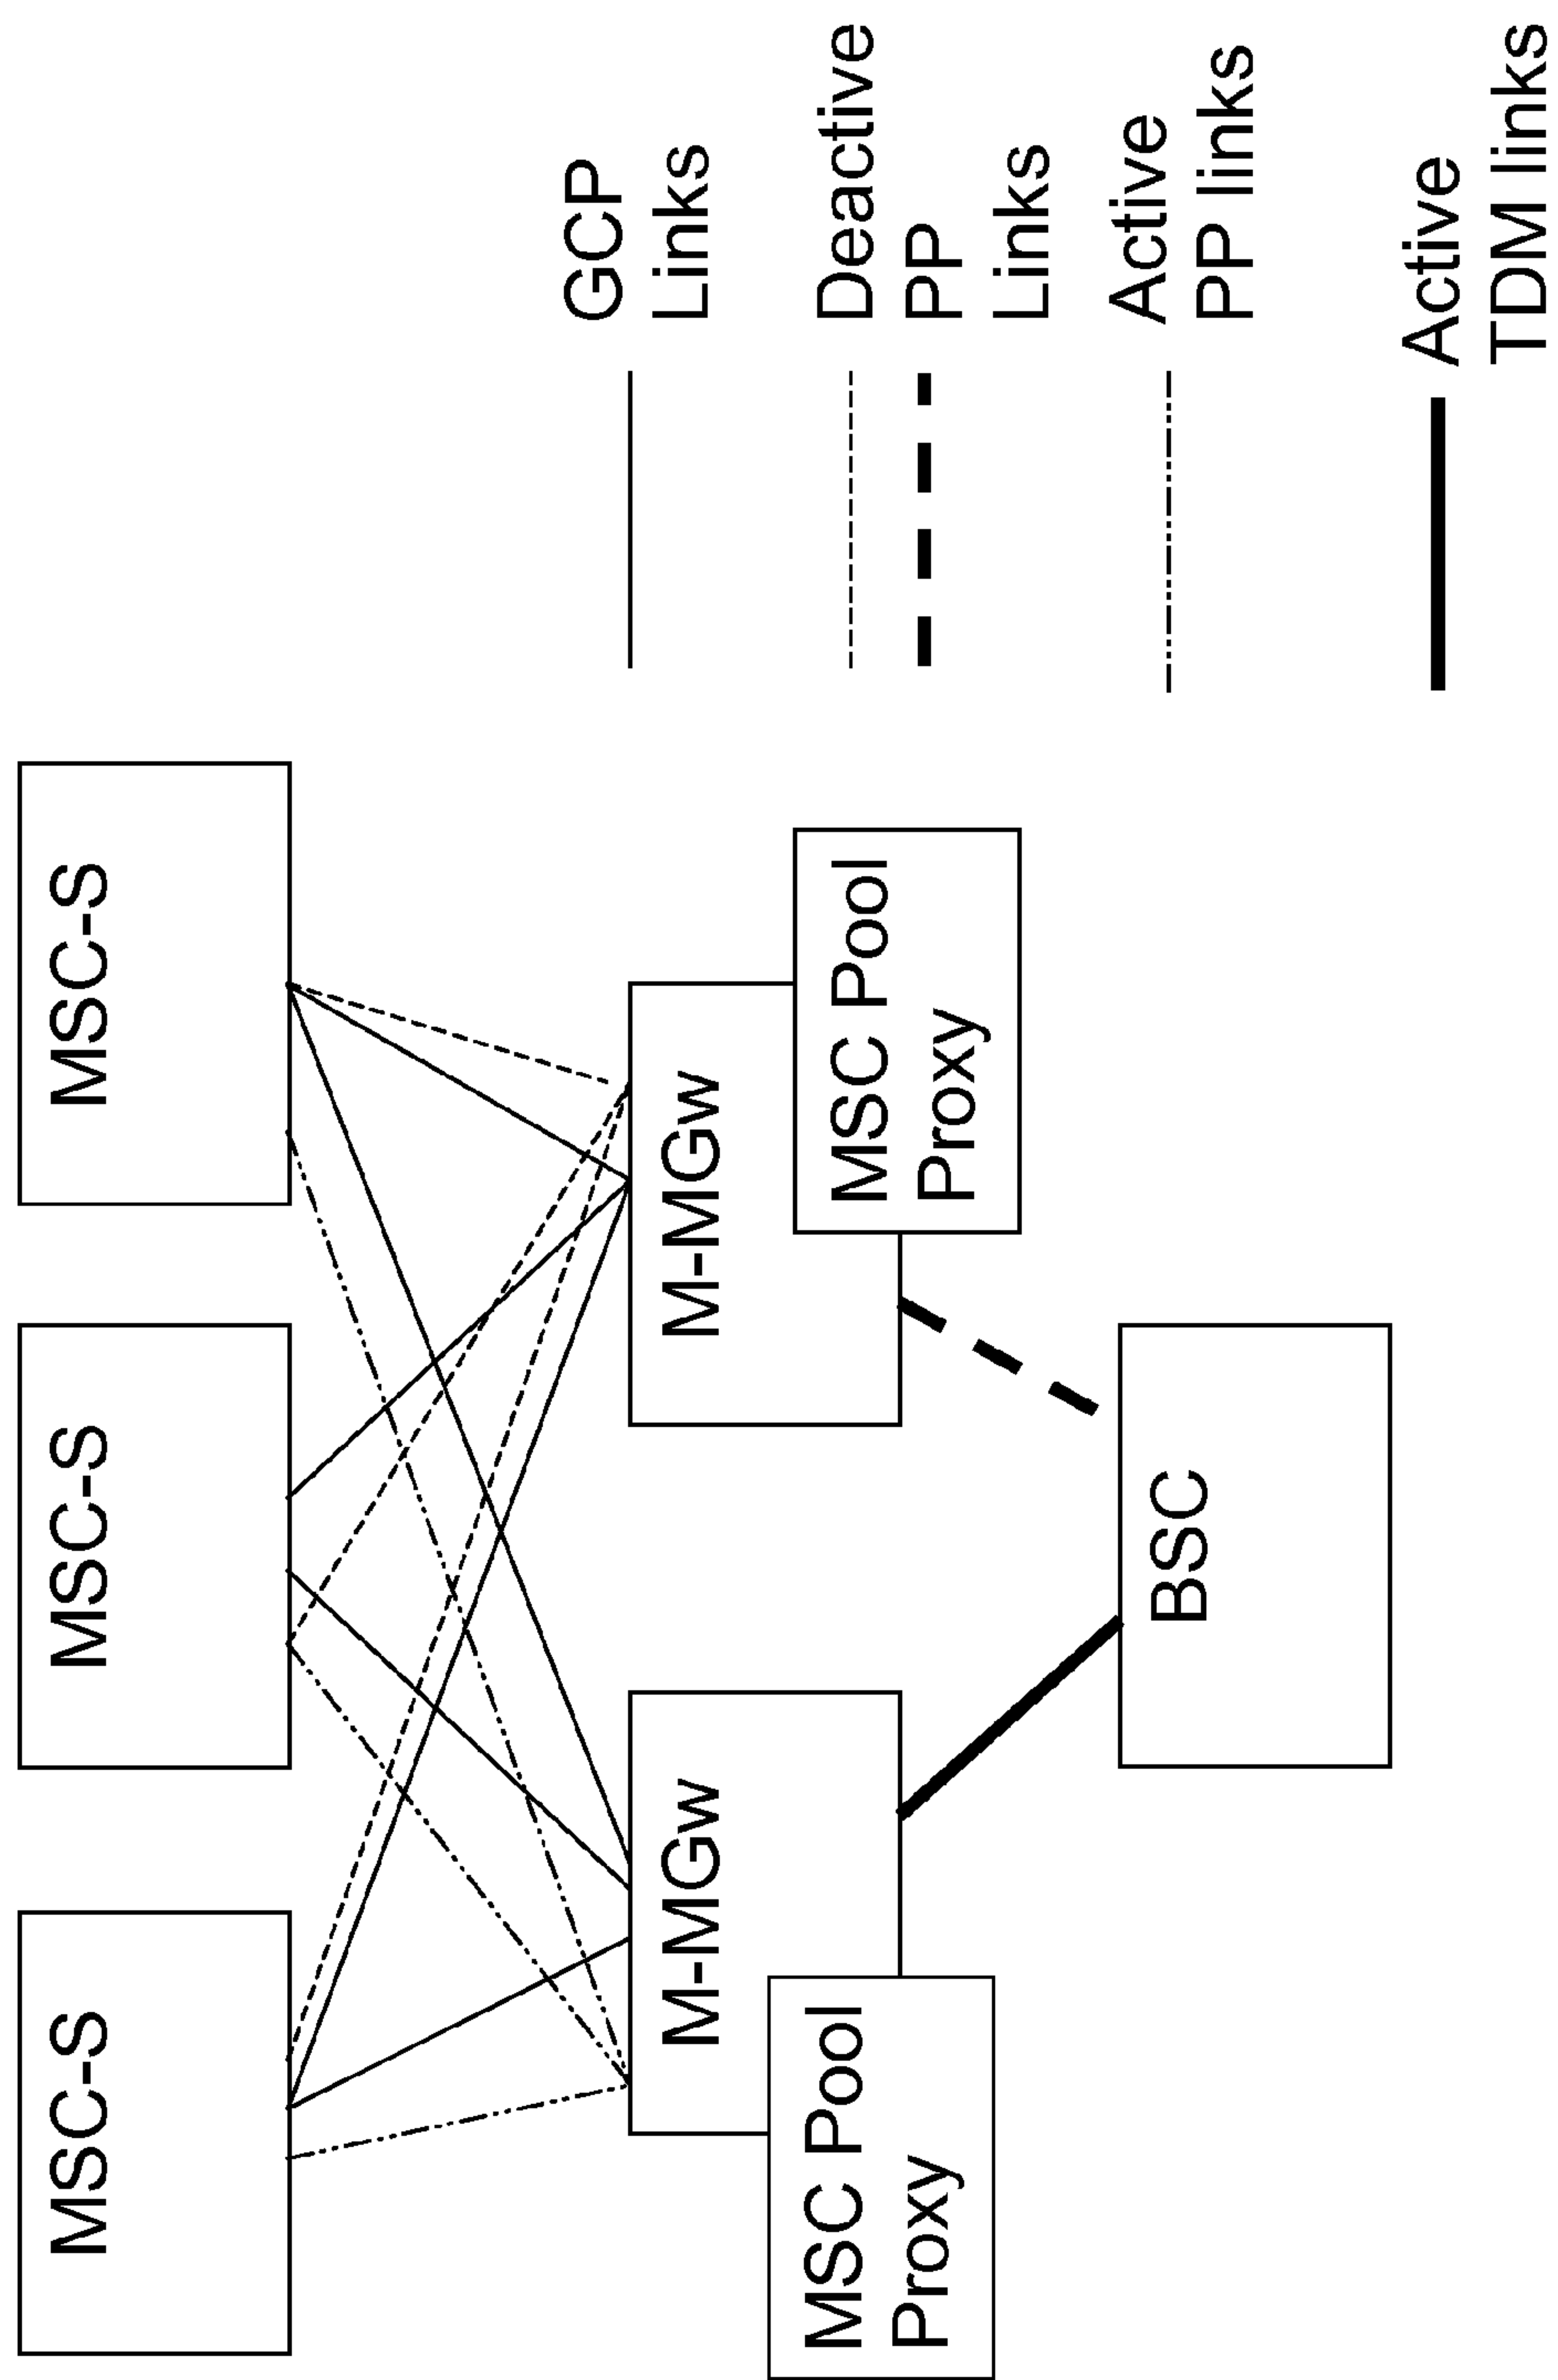 MSC-S
MSC-S
MSC-S
M-MGw
M-MGw
MSC Pool
Proxy
MSC Pool
Proxy
BSC
GCP
Links
Deactive
PP
Links
Active
PP links
Active
TDM links